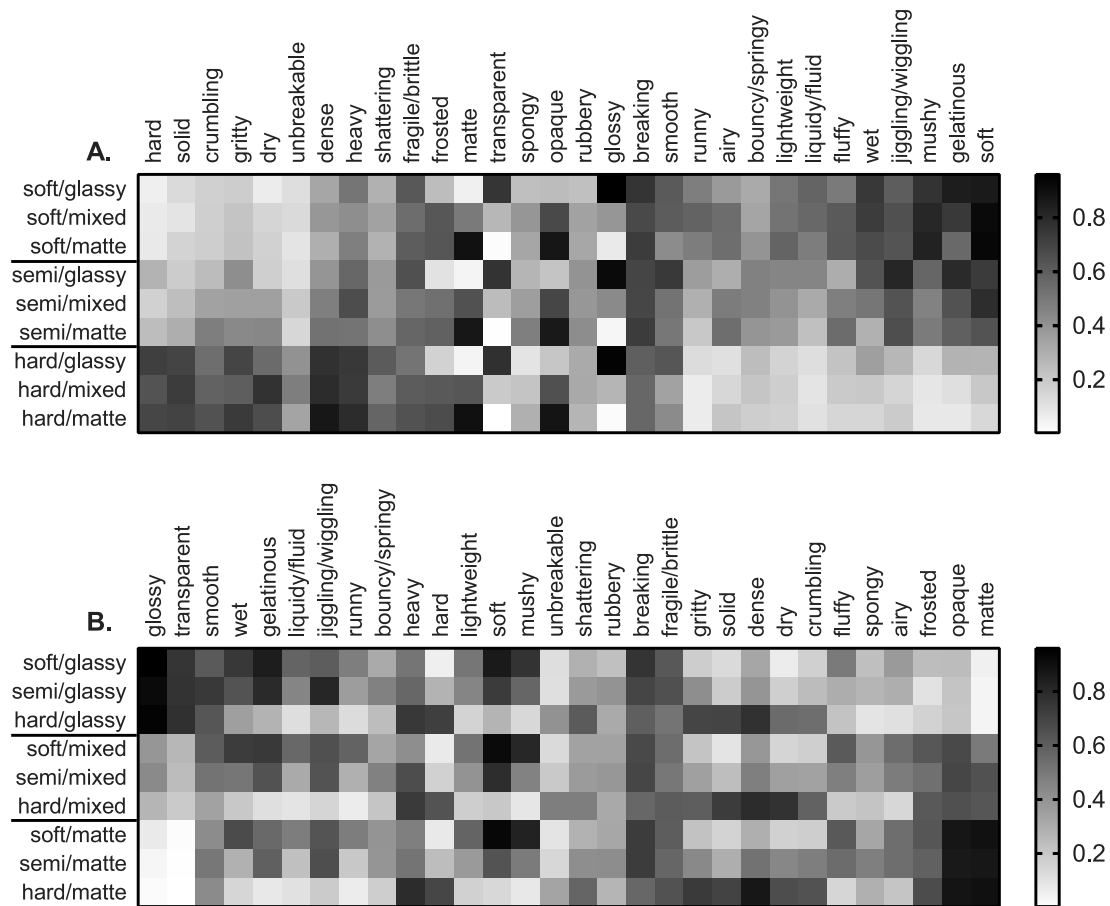 A.
hard
solid
crumbling
gritty
dry
unbreakable
dense
heavy
shattering
fragile/brittle
frosted
matte
transparent
spongy
opaque
rubbery
glossy
breaking
smooth
runny
airy
bouncy/springy
lightweight
liquidy/fluid
fluffy
wet
jiggling/wiggling
mushy
gelatinous
soft
soft/glassy
soft/mixed
soft/matte
semi/glassy
semi/mixed
semi/matte
hard/glassy
hard/mixed
hard/matte
0.8
0.6
0.4
0.2
B.
glossy
transparent
smooth
wet
gelatinous
liquidy/fluid
jiggling/wiggling
runny
bouncy/springy
heavy
hard
lightweight
soft
mushy
unbreakable
shattering
rubbery
breaking
fragile/brittle
gritty
solid
dense
dry
crumbling
fluffy
spongy
airy
frosted
opaque
matte
soft/glassy
semi/glassy
hard/glassy
soft/mixed
semi/mixed
hard/mixed
soft/matte
semi/matte
hard/matte
0.8
0.6
0.4
0.2